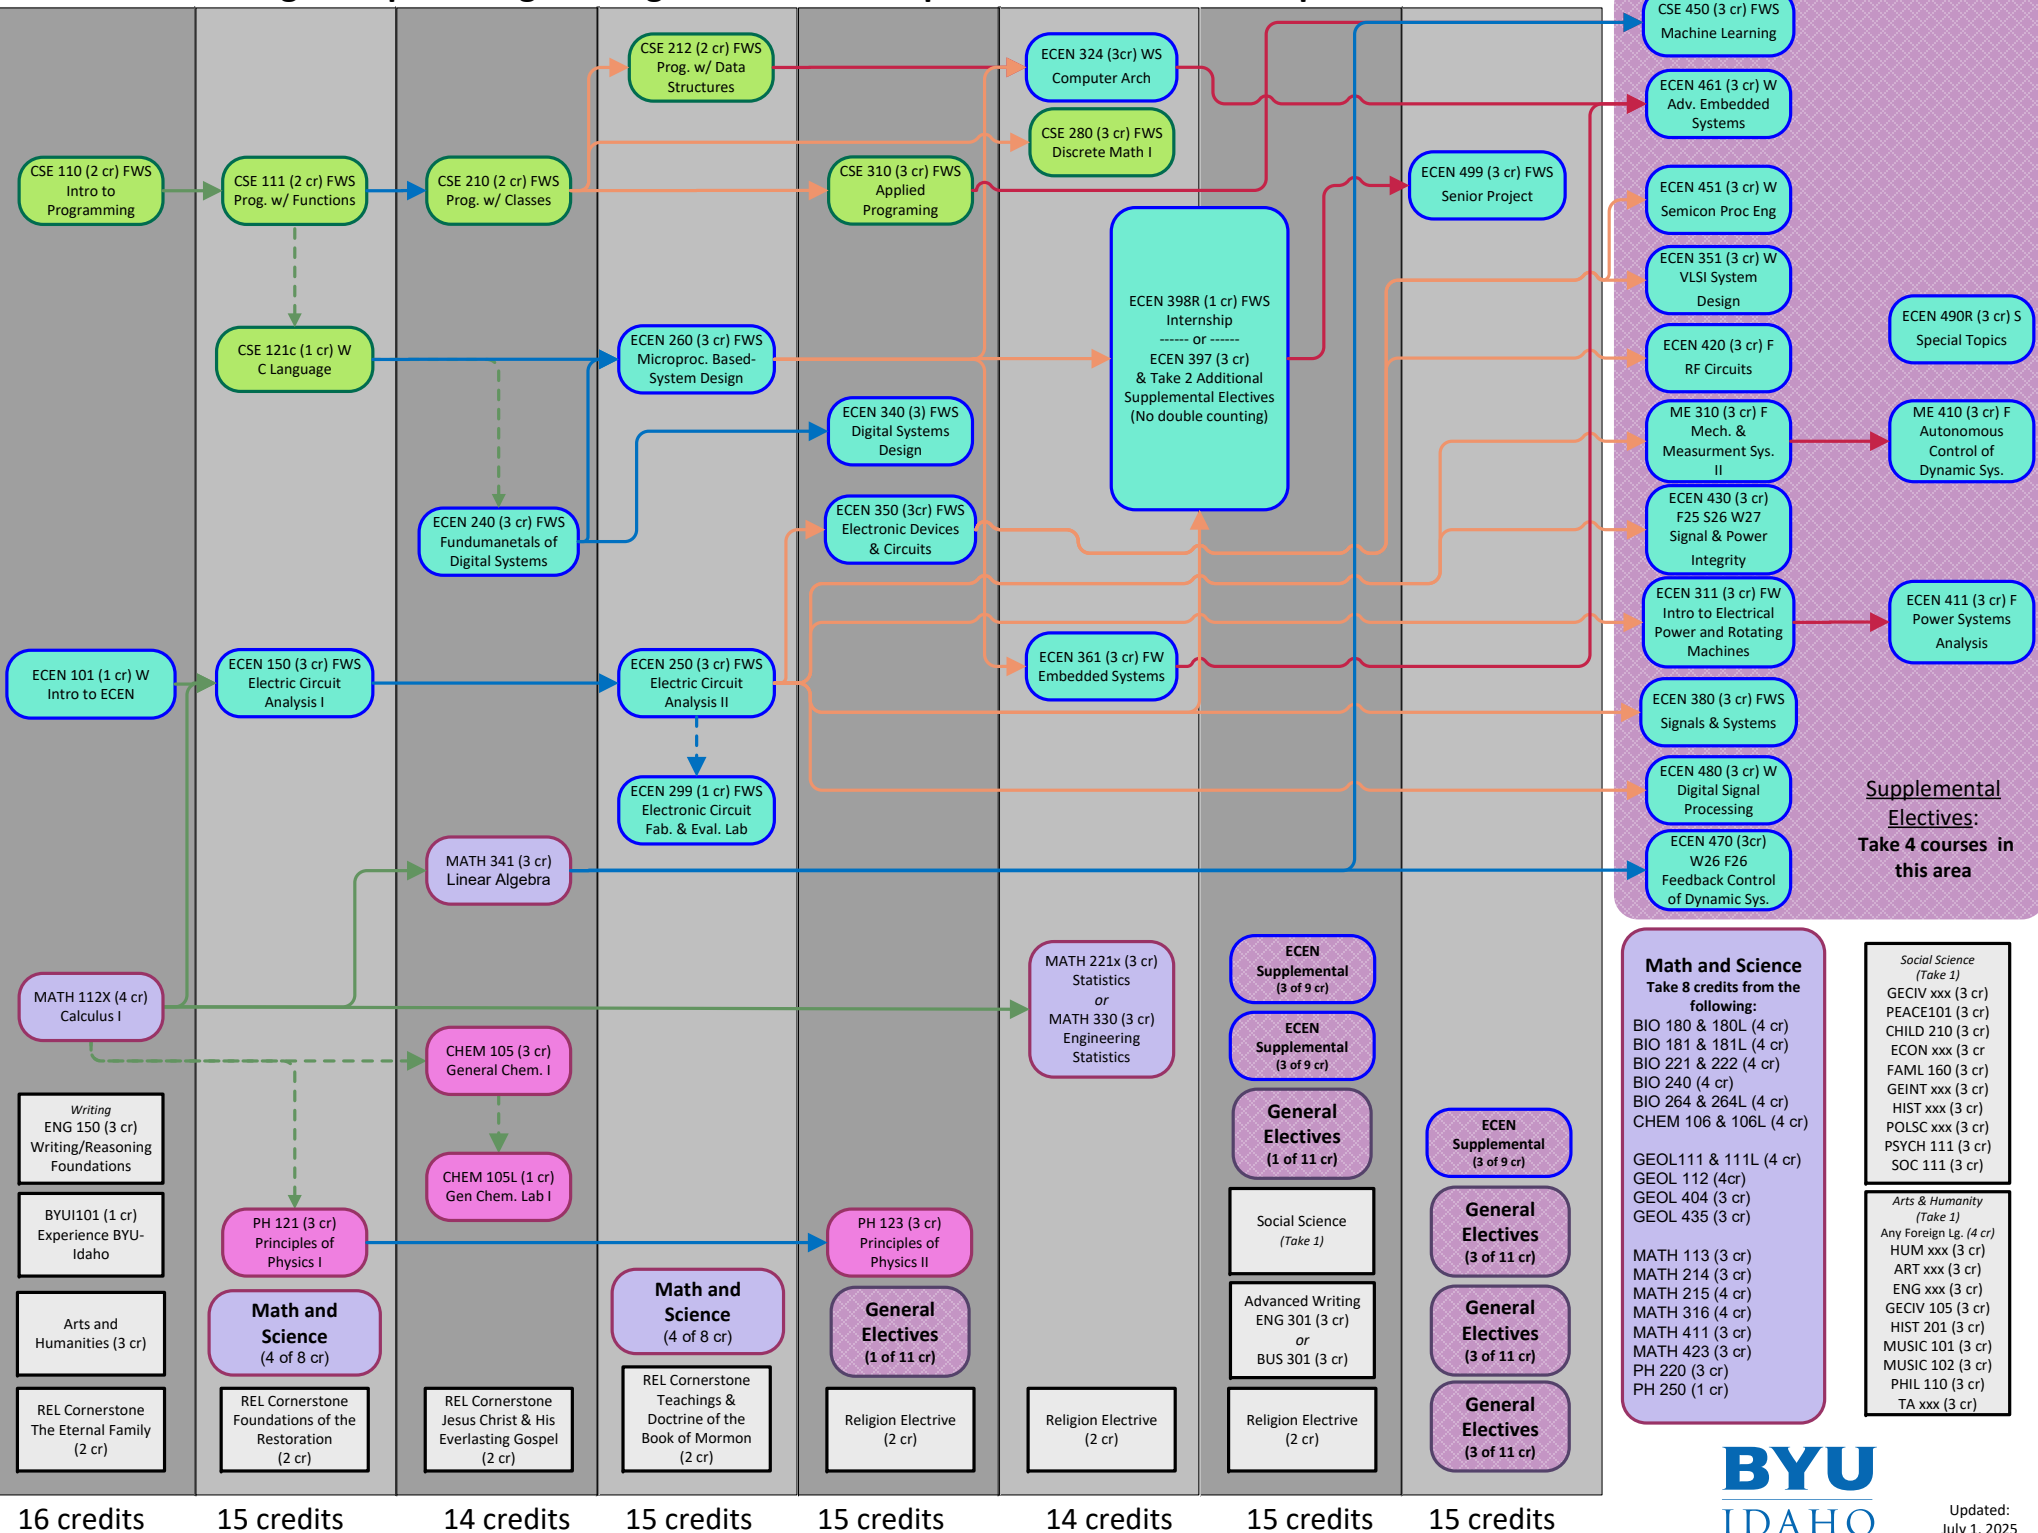 CSE 110 (2 cr) FWS
Intro to
Programming
ECEN 101 (1 cr) W
Intro to ECEN
MATH 112X (4 cr)
Calculus I
Writing
ENG 150 (3 cr)
Writing/Reasoning
Foundations
BYUI101 (1 cr)
Experience BYU-
Idaho
Arts and
Humanities (3 cr)
REL Cornerstone
The Eternal Family
(2 cr)
16 credits
CSE 111 (2 cr) FWS
Prog. w/ Functions
CSE 121c (1 cr) W
C Language
ECEN 150 (3 cr) FWS
Electric Circuit
Analysis I
PH 121 (3 cr)
Principles of
Physics I
Math and
Science
(4 of 8 cr)
REL Cornerstone
Foundations of the
Restoration
(2 cr)
15 credits
CSE 210 (2 cr) FWS
Prog. w/ Classes
ECEN 240 (3 cr) FWS
Fundumanetals of
Digital Systems
MATH 341 (3 cr)
Linear Algebra
CHEM 105 (3 cr)
General Chem. I
CHEM 105L (1 cr)
Gen Chem. Lab I
REL Cornerstone
Jesus Christ & His
Everlasting Gospel
(2 cr)
14 credits
CSE 212 (2 cr) FWS
Prog. w/ Data
Structures
ECEN 260 (3 cr) FWS
Microproc. Based-
System Design
ECEN 250 (3 cr) FWS
Electric Circuit
Analysis II
ECEN 299 (1 cr) FWS
Electronic Circuit
Fab. & Eval. Lab
Math and
Science
(4 of 8 cr)
REL Cornerstone
Teachings &
Doctrine of the
Book of Mormon
(2 cr)
15 credits
CSE 310 (3 cr) FWS
Applied
Programing
ECEN 340 (3) FWS
Digital Systems
Design
ECEN 350 (3cr) FWS
Electronic Devices
& Circuits
PH 123 (3 cr)
Principles of
Physics II
General
Electives
(1 of 11 cr)
Religion Electrive
(2 cr)
15 credits
ECEN 324 (3cr) WS
Computer Arch
CSE 280 (3 cr) FWS
Discrete Math I
ECEN 361 (3 cr) FW
Embedded Systems
MATH 221x (3 cr)
Statistics
or
MATH 330 (3 cr)
Engineering
Statistics
Religion Electrive
(2 cr)
14 credits
ECEN 398R (1 cr) FWS
Internship
------ or ------
ECEN 397 (3 cr)
& Take 2 Additional
Supplemental Electives
(No double counting)
ECEN
Supplemental
(3 of 9 cr)
ECEN
Supplemental
(3 of 9 cr)
General
Electives
(1 of 11 cr)
Social Science
(Take 1)
Advanced Writing
ENG 301 (3 cr)
or
BUS 301 (3 cr)
Religion Electrive
(2 cr)
15 credits
ECEN 499 (3 cr) FWS
Senior Project
ECEN
Supplemental
(3 of 9 cr)
General
Electives
(3 of 11 cr)
General
Electives
(3 of 11 cr)
General
Electives
(3 of 11 cr)
15 credits
CSE 450 (3 cr) FWS
Machine Learning
ECEN 461 (3 cr) W
Adv. Embedded
Systems
ECEN 451 (3 cr) W
Semicon Proc Eng
ECEN 351 (3 cr) W
VLSI System
Design
ECEN 420 (3 cr) F
RF Circuits
ME 310 (3 cr) F
Mech. &
Measurment Sys.
II
ECEN 430 (3 cr)
F25 S26 W27
Signal & Power
Integrity
ECEN 311 (3 cr) FW
Intro to Electrical
Power and Rotating
Machines
ECEN 380 (3 cr) FWS
Signals & Systems
ECEN 480 (3 cr) W
Digital Signal
Processing
ECEN 470 (3cr)
W26 F26
Feedback Control
of Dynamic Sys.
ECEN 490R (3 cr) S
Special Topics
ME 410 (3 cr) F
Autonomous
Control of
Dynamic Sys.
ECEN 411 (3 cr) F
Power Systems
Analysis
Supplemental
Electives:
Take 4 courses in
this area
Math and Science
Take 8 credits from the
following:
BIO 180 & 180L (4 cr)
BIO 181 & 181L (4 cr)
BIO 221 & 222 (4 cr)
BIO 240 (4 cr)
BIO 264 & 264L (4 cr)
CHEM 106 & 106L (4 cr)
GEOL111 & 111L (4 cr)
GEOL 112 (4cr)
GEOL 404 (3 cr)
GEOL 435 (3 cr)
MATH 113 (3 cr)
MATH 214 (3 cr)
MATH 215 (4 cr)
MATH 316 (4 cr)
MATH 411 (3 cr)
MATH 423 (3 cr)
PH 220 (3 cr)
PH 250 (1 cr)
Social Science
(Take 1)
GECIV xxx (3 cr)
PEACE101 (3 cr)
CHILD 210 (3 cr)
ECON xxx (3 cr
FAML 160 (3 cr)
GEINT xxx (3 cr)
HIST xxx (3 cr)
POLSC xxx (3 cr)
PSYCH 111 (3 cr)
SOC 111 (3 cr)
Arts & Humanity
(Take 1)
Any Foreign Lg. (4 cr)
HUM xxx (3 cr)
ART xxx (3 cr)
ENG xxx (3 cr)
GECIV 105 (3 cr)
HIST 201 (3 cr)
MUSIC 101 (3 cr)
MUSIC 102 (3 cr)
PHIL 110 (3 cr)
TA xxx (3 cr)
BYU
IDAHO
Updated:
July 1, 2025